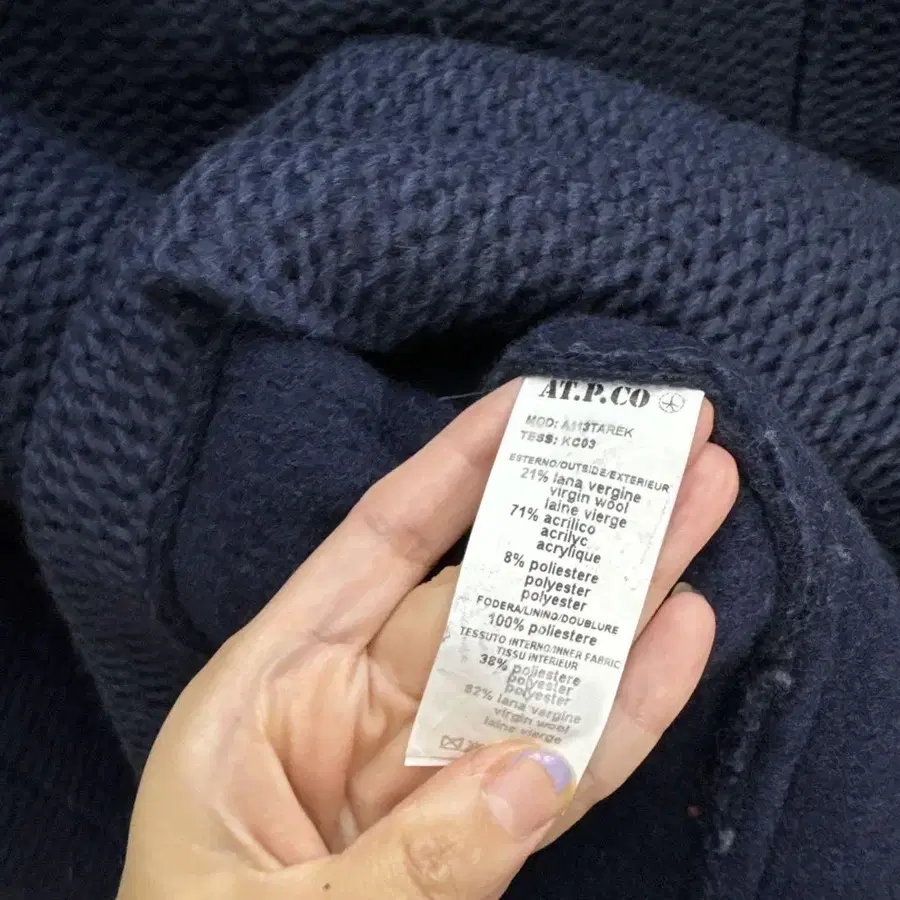 AT.P.CO
MOD: A113TAREK
TESS: KC03
ESTERNO/OUTSIDE/EXTERIEUR
21% lana vergine
virgin wool
laine vierge
71% acrilico
acrilyc
acrylique
8% poliestere
polyester
polyester
FODERA/LINING/DOUBLURE
100% poliestere
TESSUTO INTERNO/INNER FABRIC
TISSU INTERIEUR
38% poliestere
polyester
polyester
62% lana vergine
virgin wool
laine vierge